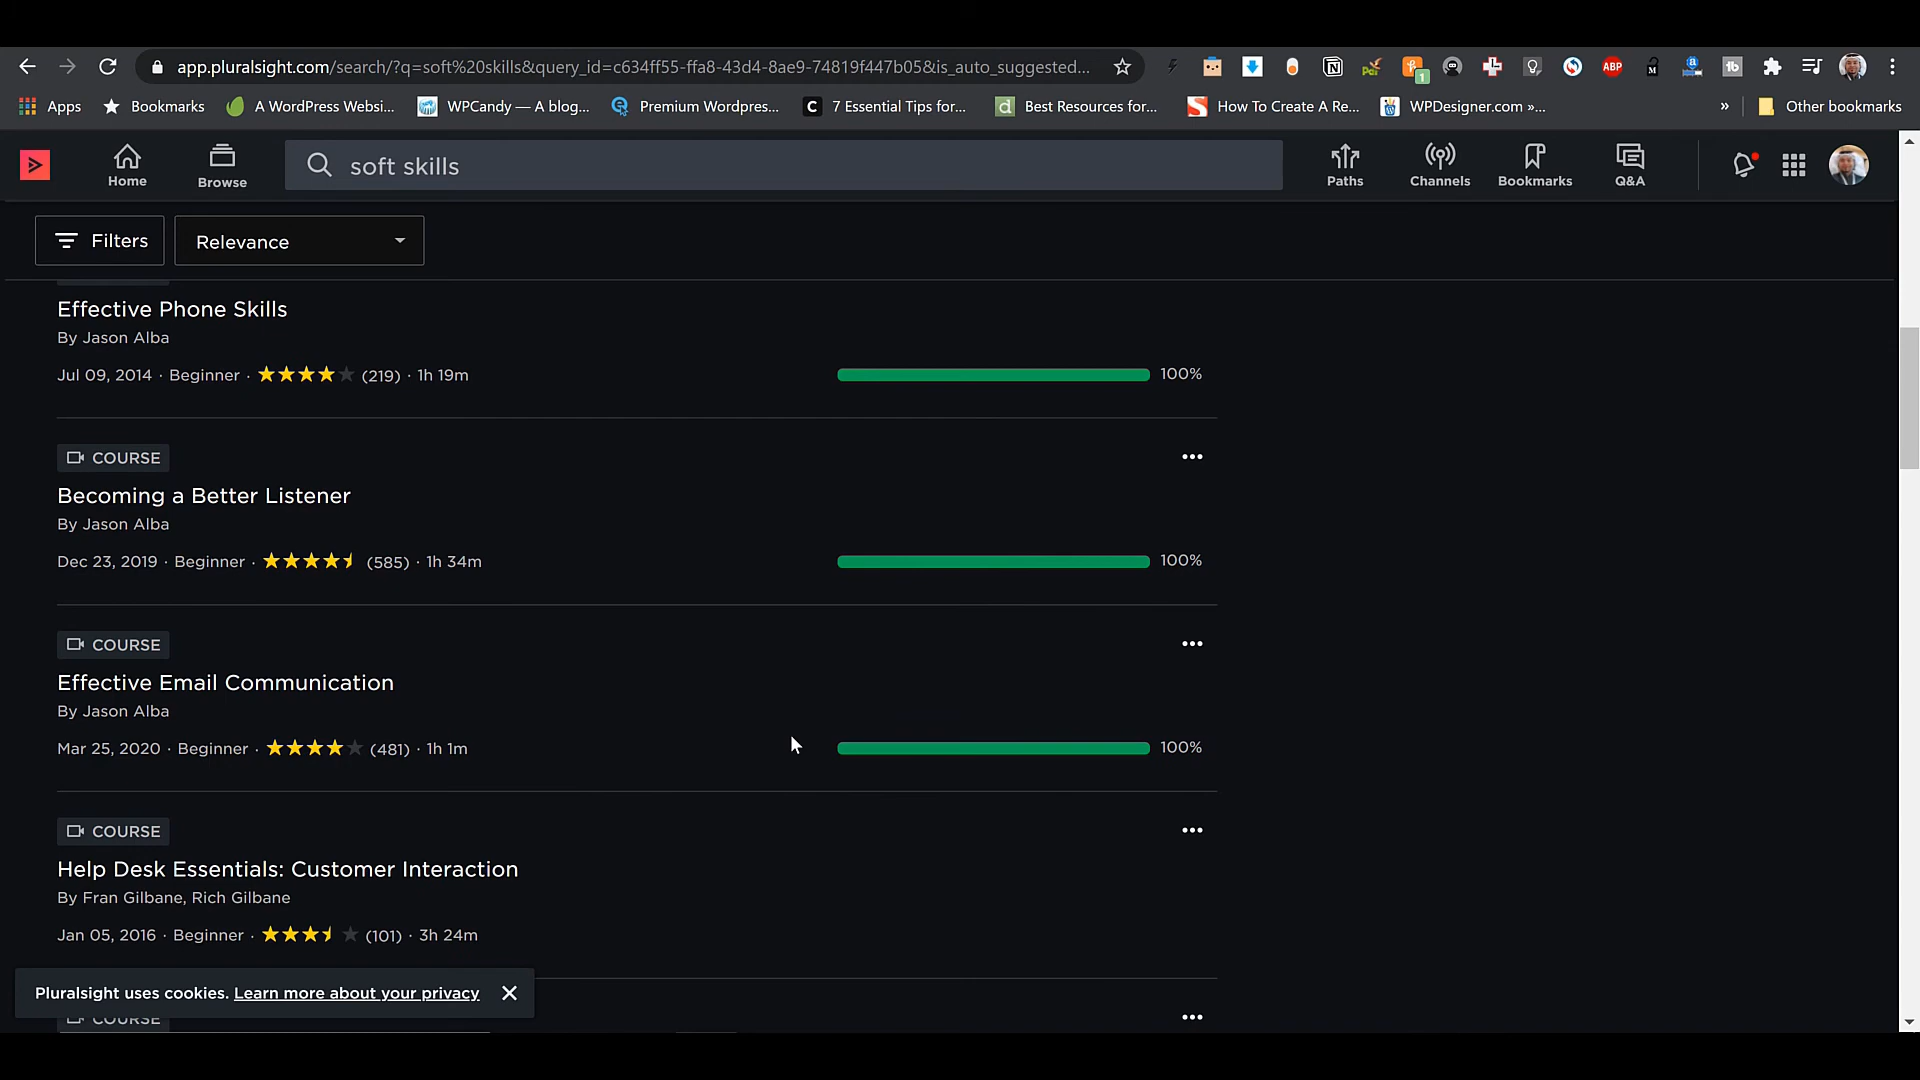 app.pluralsight.com/search/?q=soft%20skills&query_id=c634ff55-ffa8-43d4-8ae9-74819f447b05&is_auto_suggested...
Apps Bookmarks A WordPress Websi... WPCandy — A blog... Premium Wordpres... 7 Essential Tips for... Best Resources for... How To Create A Re... WPDesigner.com »... » Other bookmarks
Home Browse soft skills Paths Channels Bookmarks Q&A
Filters Relevance
Effective Phone Skills
By Jason Alba
Jul 09, 2014 · Beginner · (219) · 1h 19m 100%
COURSE
Becoming a Better Listener
By Jason Alba
Dec 23, 2019 · Beginner · (585) · 1h 34m 100%
COURSE
Effective Email Communication
By Jason Alba
Mar 25, 2020 · Beginner · (481) · 1h 1m 100%
COURSE
Help Desk Essentials: Customer Interaction
By Fran Gilbane, Rich Gilbane
Jan 05, 2016 · Beginner · (101) · 3h 24m
Pluralsight uses cookies. Learn more about your privacy
COURSE